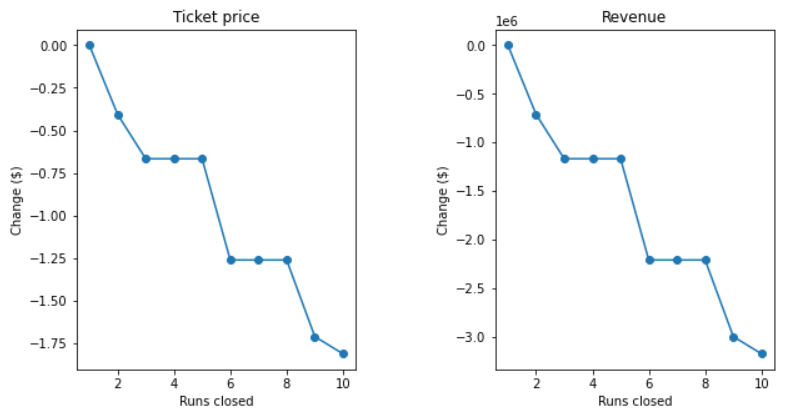 Ticket price
Change ($)
0.00
−0.25
−0.50
−0.75
−1.00
−1.25
−1.50
−1.75
2 4 6 8 10
Runs closed
Revenue
1e6
Change ($)
0.0
−0.5
−1.0
−1.5
−2.0
−2.5
−3.0
2 4 6 8 10
Runs closed